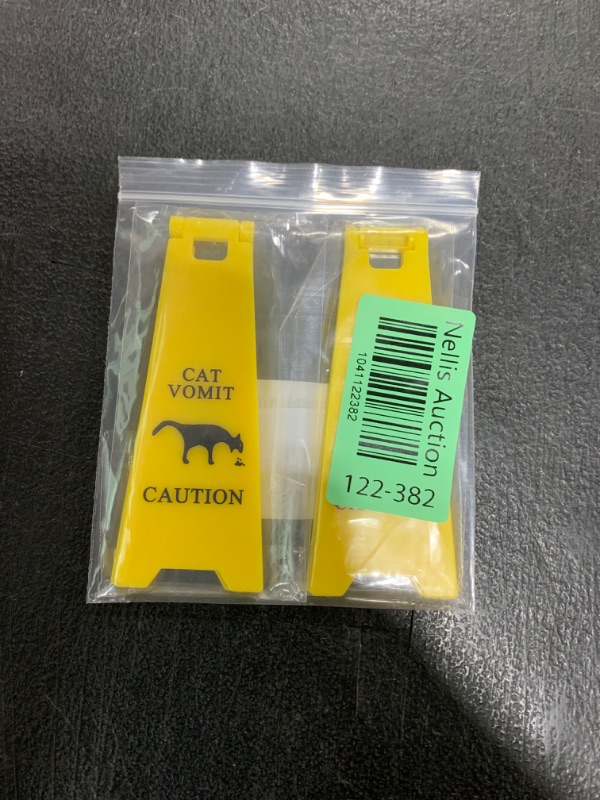 CAT
VOMIT
CAUTION
Nellis Auction
1041122382
122-382